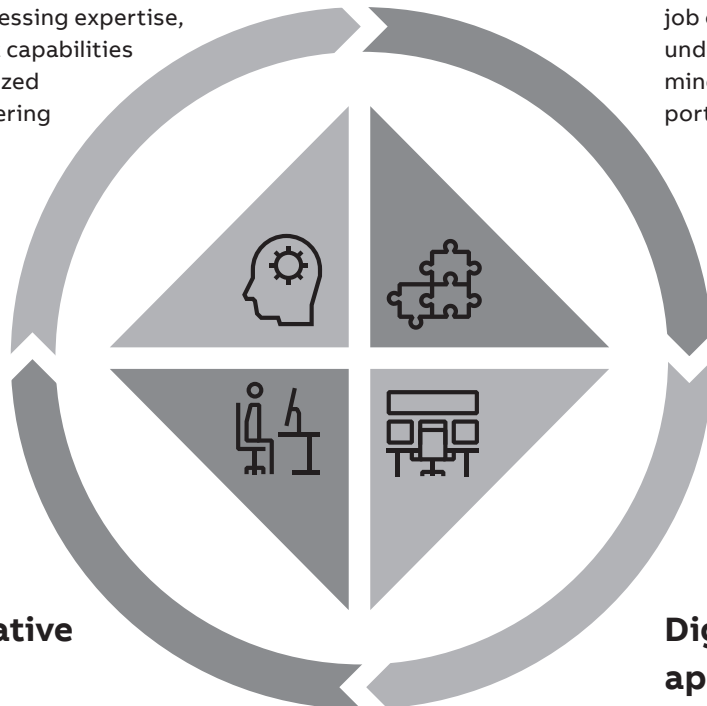 essing expertise,
capabilities
zed
ering
job
und
min
port
ative
Dig
ap